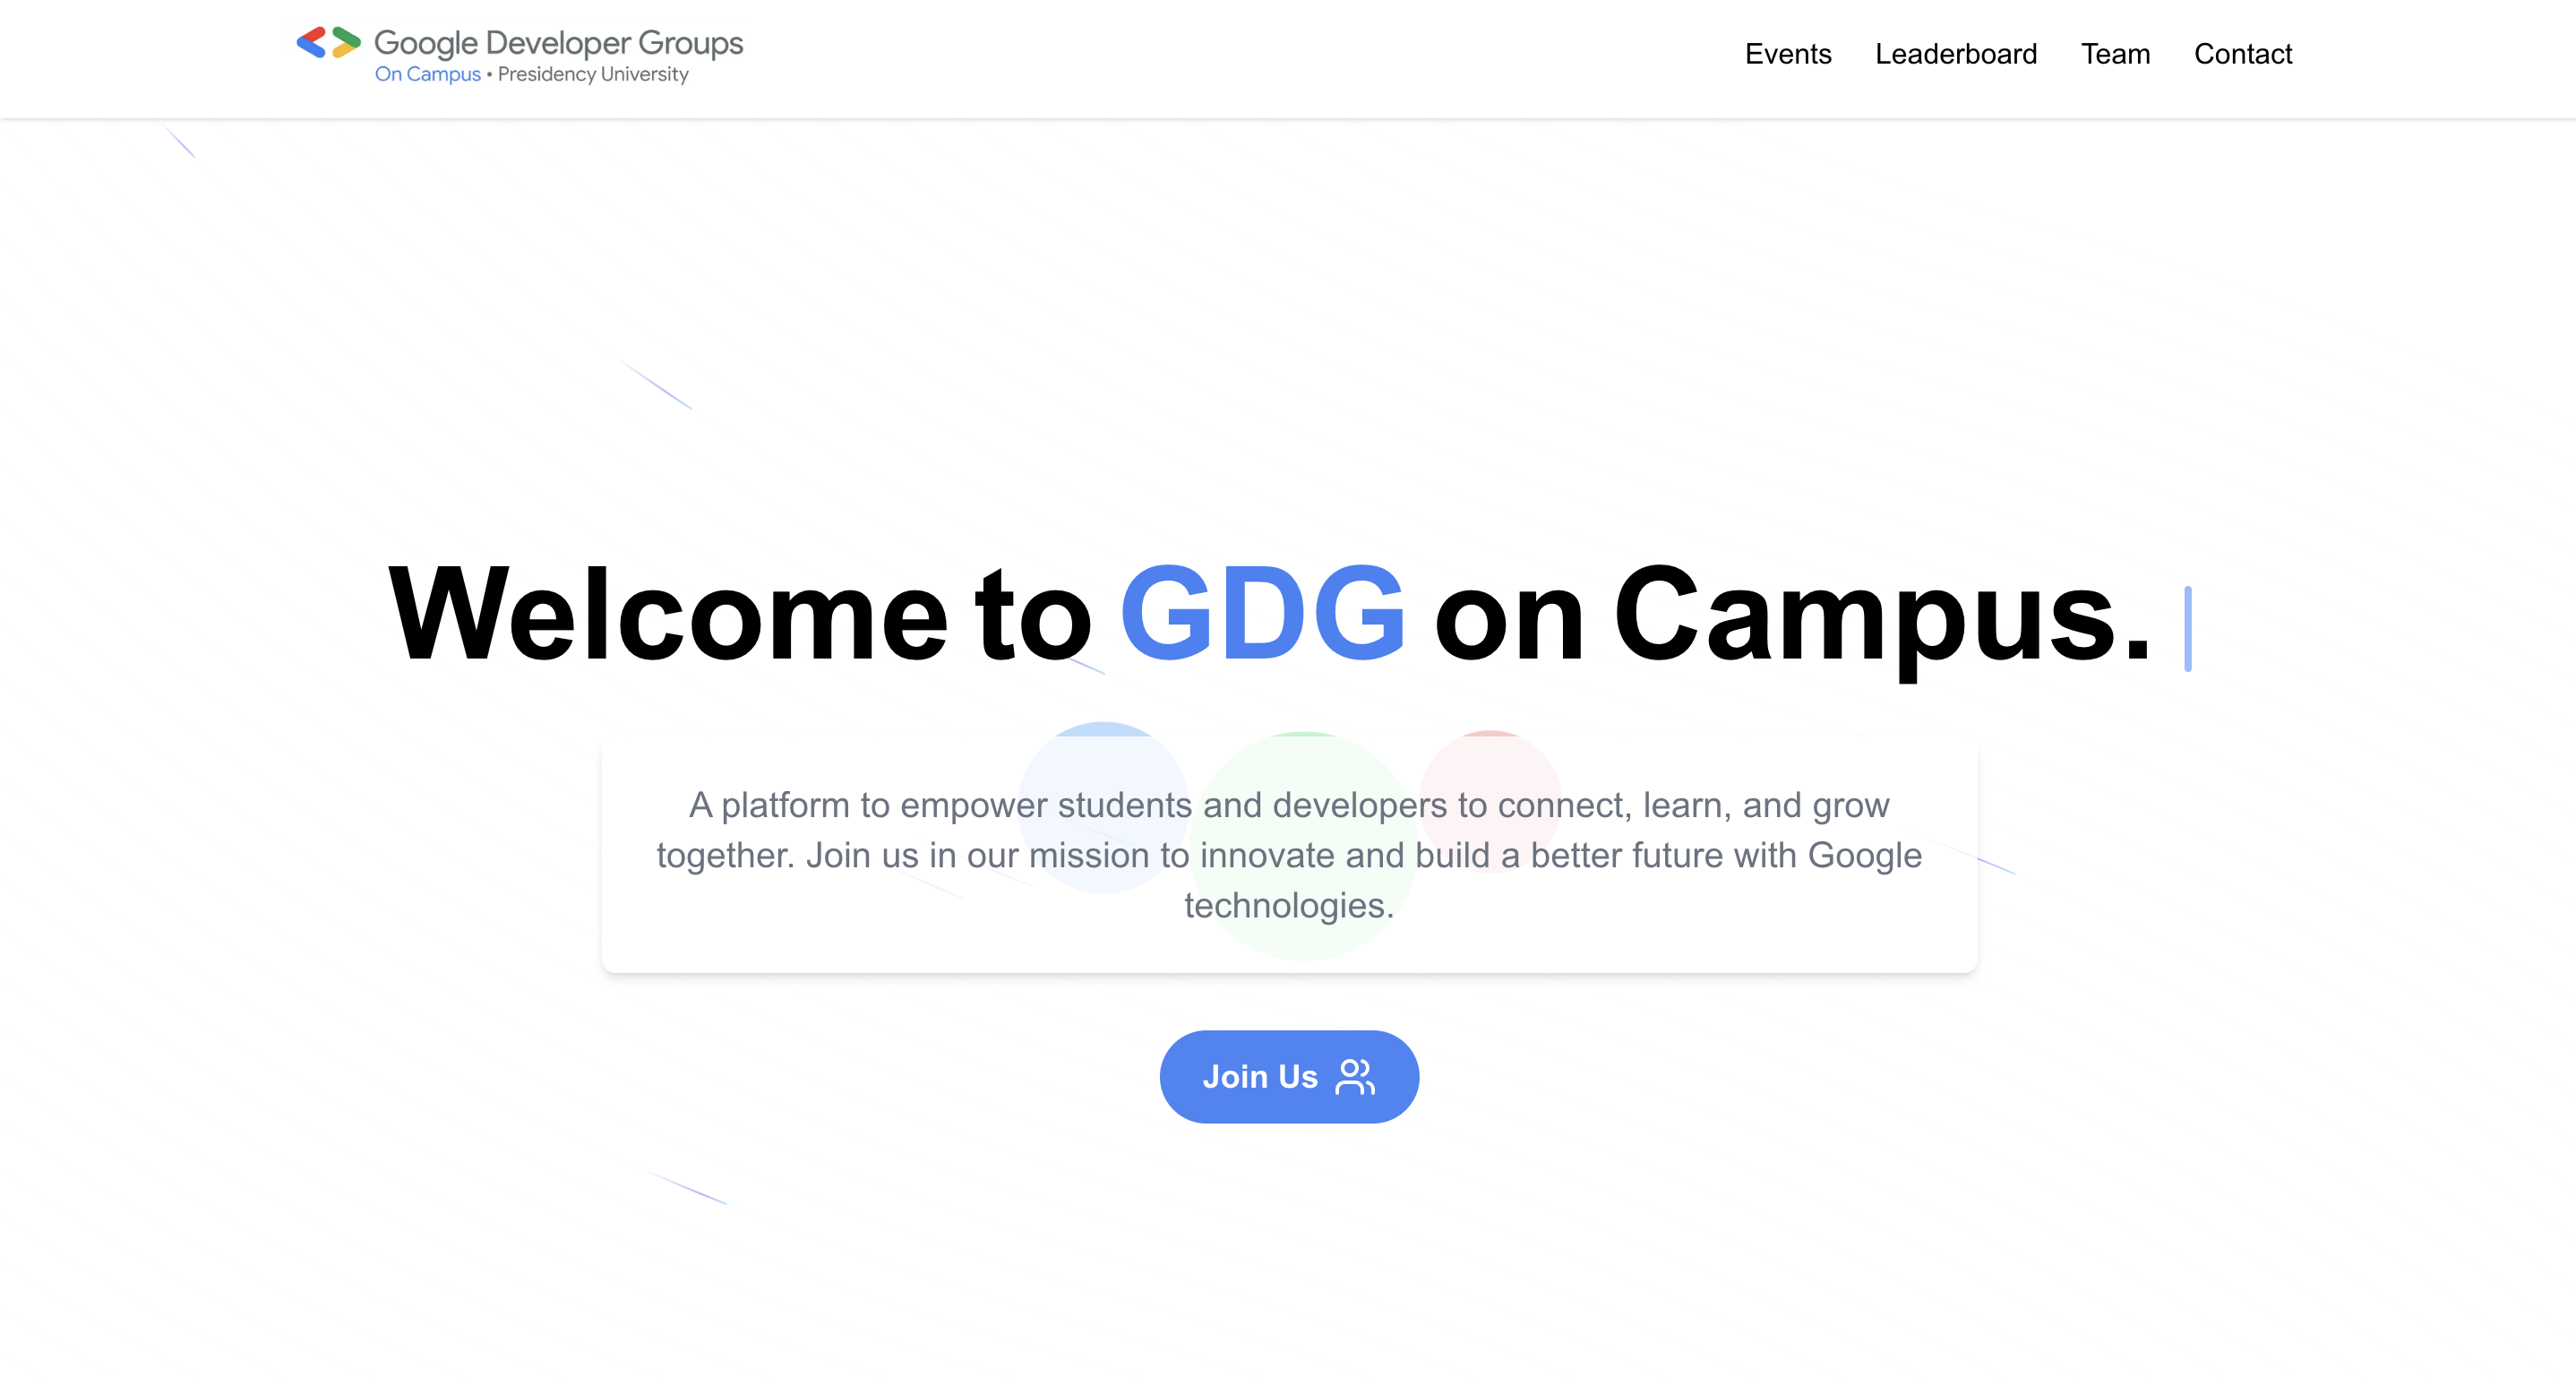 Google Developer Groups
On Campus • Presidency University
Events
Leaderboard
Team
Contact
Welcome to GDG on Campus.
A platform to empower students and developers to connect, learn, and grow
together. Join us in our mission to innovate and build a better future with Google
technologies.
Join Us